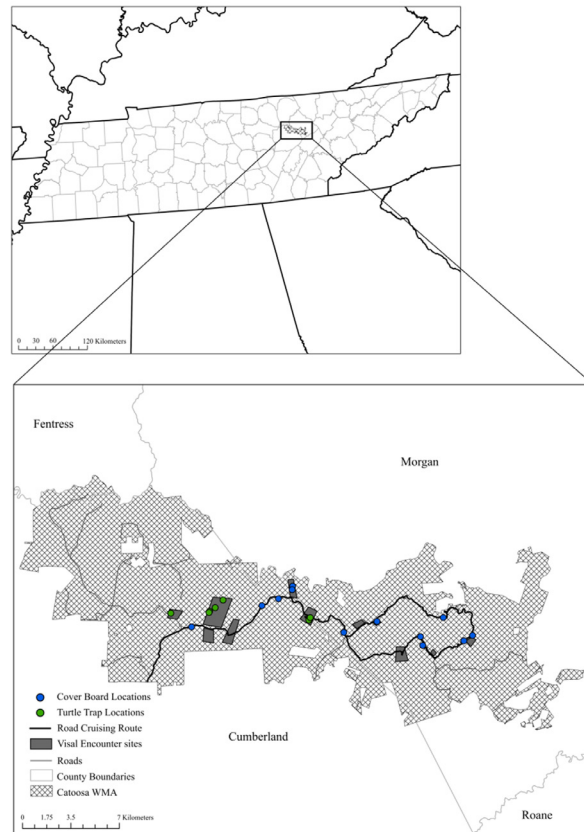 0 30 60 120 Kilometers
Fentress
Morgan
Cover Board Locations
Turtle Trap Locations
Road Cruising Route
Visal Encounter sites
Roads
County Boundaries
Catoosa WMA
Cumberland
Roane
0 1.75 3.5 7 Kilometers